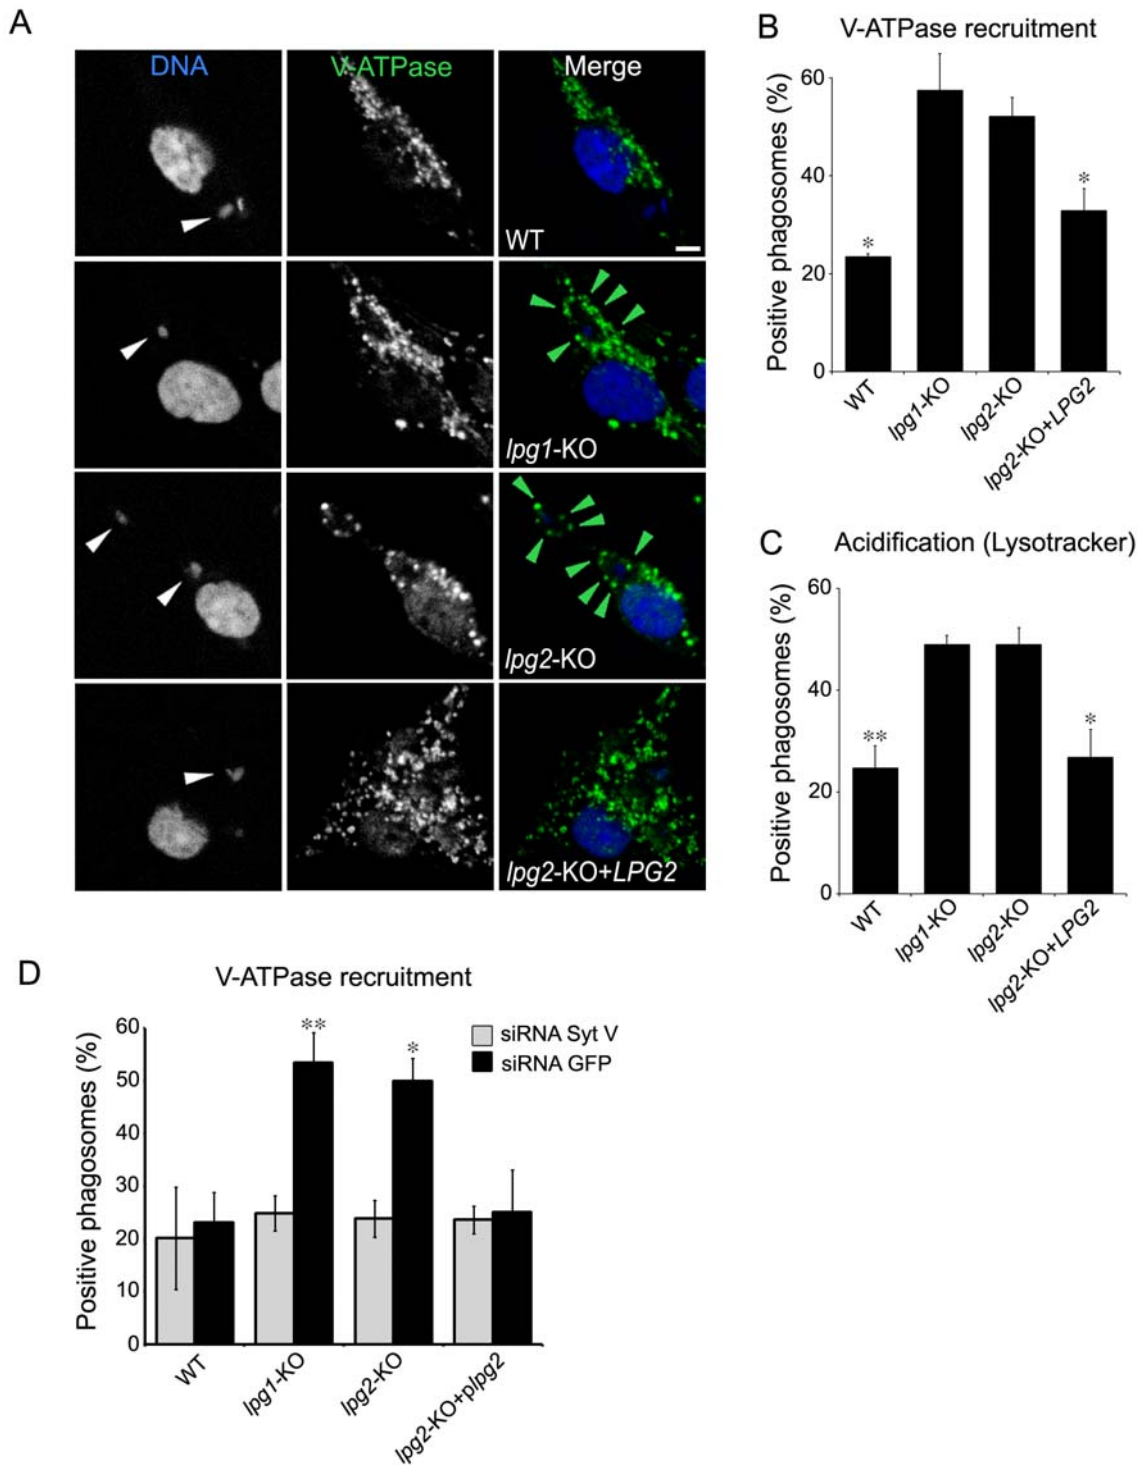 A
DNA
V-ATPase
Merge
WT
lpg1-KO
lpg2-KO
lpg2-KO+LPG2
B
V-ATPase recruitment
Positive phagosomes (%)
60
40
20
0
*
*
WT
lpg1-KO
lpg2-KO
lpg2-KO+LPG2
C
Acidification (Lysotracker)
Positive phagosomes (%)
60
40
20
0
**
*
WT
lpg1-KO
lpg2-KO
lpg2-KO+LPG2
D
V-ATPase recruitment
Positive phagosomes (%)
60
50
40
30
20
10
0
**
*
siRNA Syt V
siRNA GFP
WT
lpg1-KO
lpg2-KO
lpg2-KO+plpg2